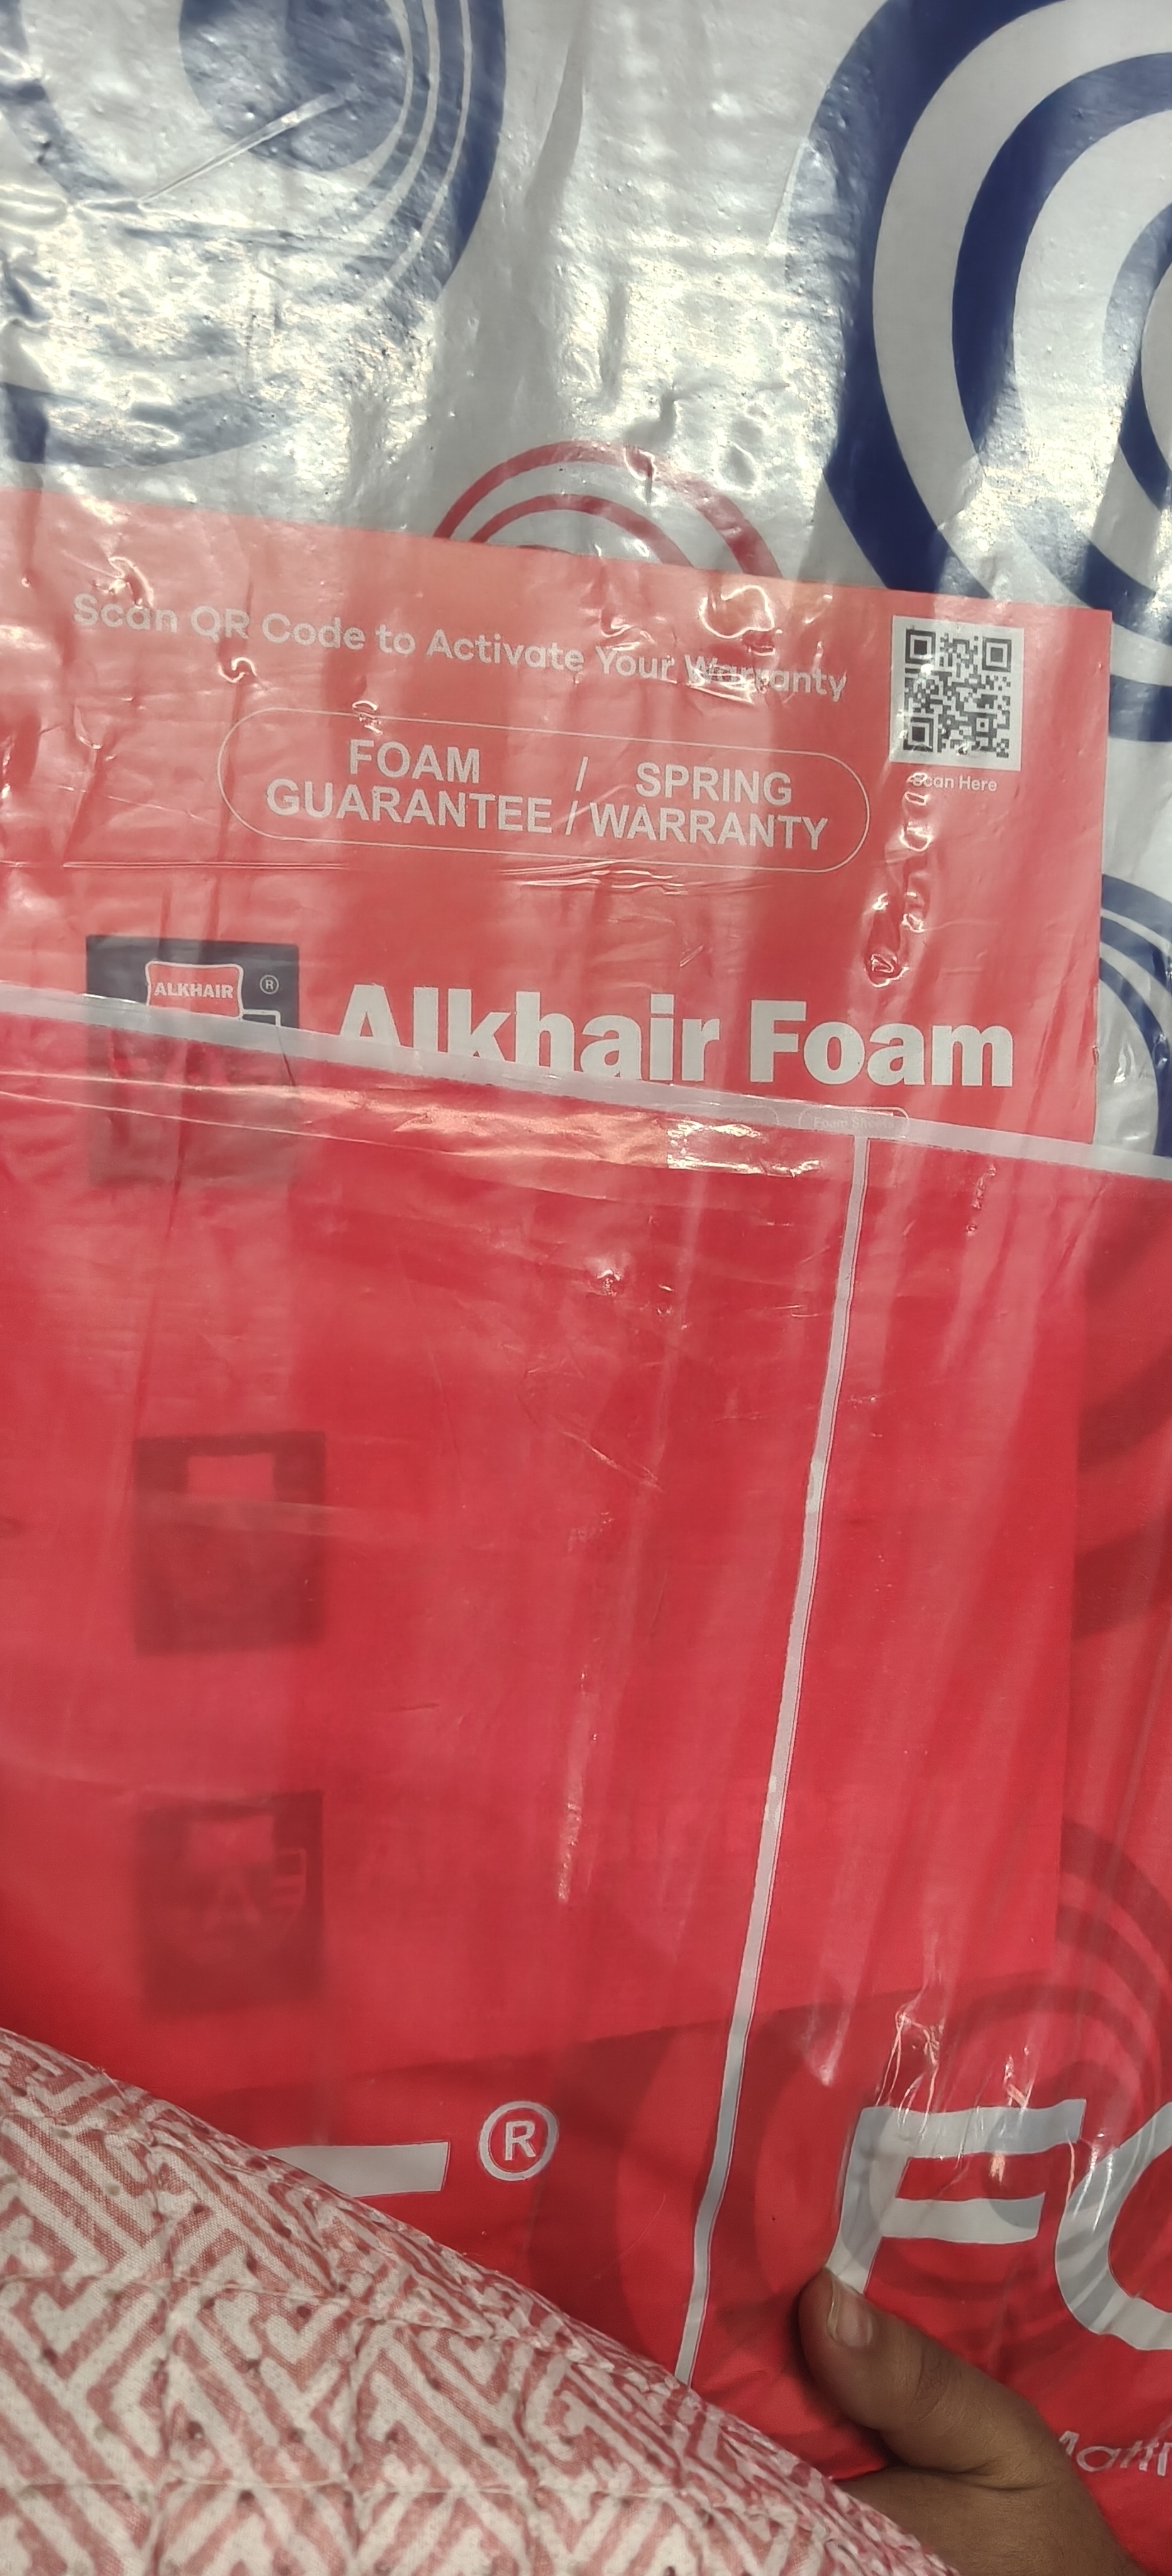 Scan QR Code to Activate Your Warranty
Scan Here
FOAM / SPRING
GUARANTEE / WARRANTY
ALKHAIR ®
Alkhair Foam
Foam Sheets
®